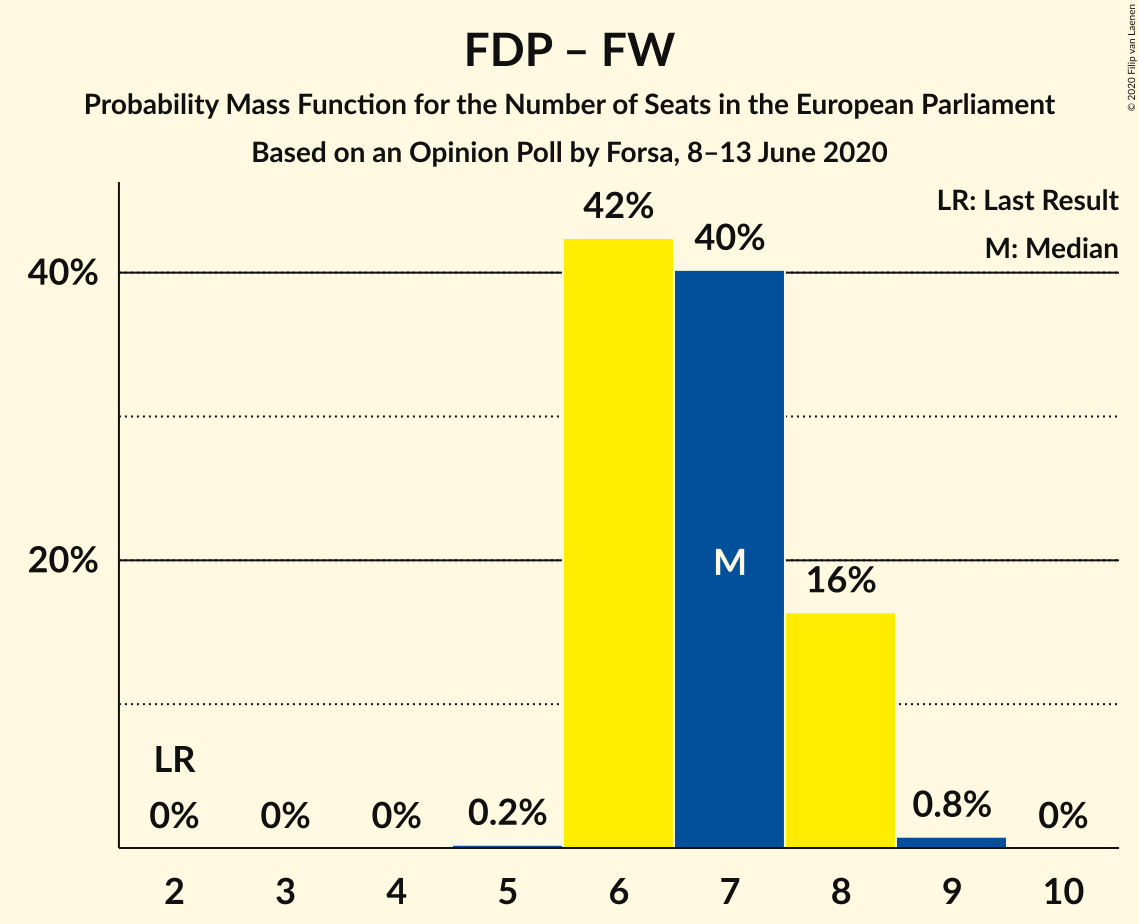 FDP – FW
Probability Mass Function for the Number of Seats in the European Parliament
Based on an Opinion Poll by Forsa, 8–13 June 2020
© 2020 Filip van Laenen
LR: Last Result
M: Median
42%
40%
40%
M
20%
16%
LR
0%
0%
0%
0.2%
0.8%
0%
2 3 4 5 6 7 8 9 10